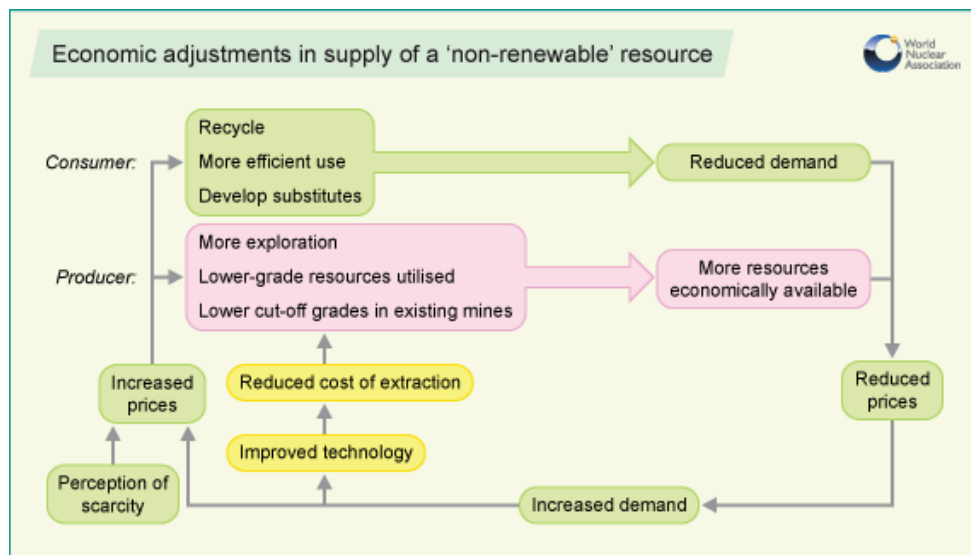 Economic adjustments in supply of a ‘non-renewable’ resource
World
Nuclear
Association
Consumer:
Recycle
More efficient use
Develop substitutes
Reduced demand
Producer:
More exploration
Lower-grade resources utilised
Lower cut-off grades in existing mines
More resources
economically available
Increased
prices
Reduced cost of extraction
Reduced
prices
Improved technology
Perception of
scarcity
Increased demand